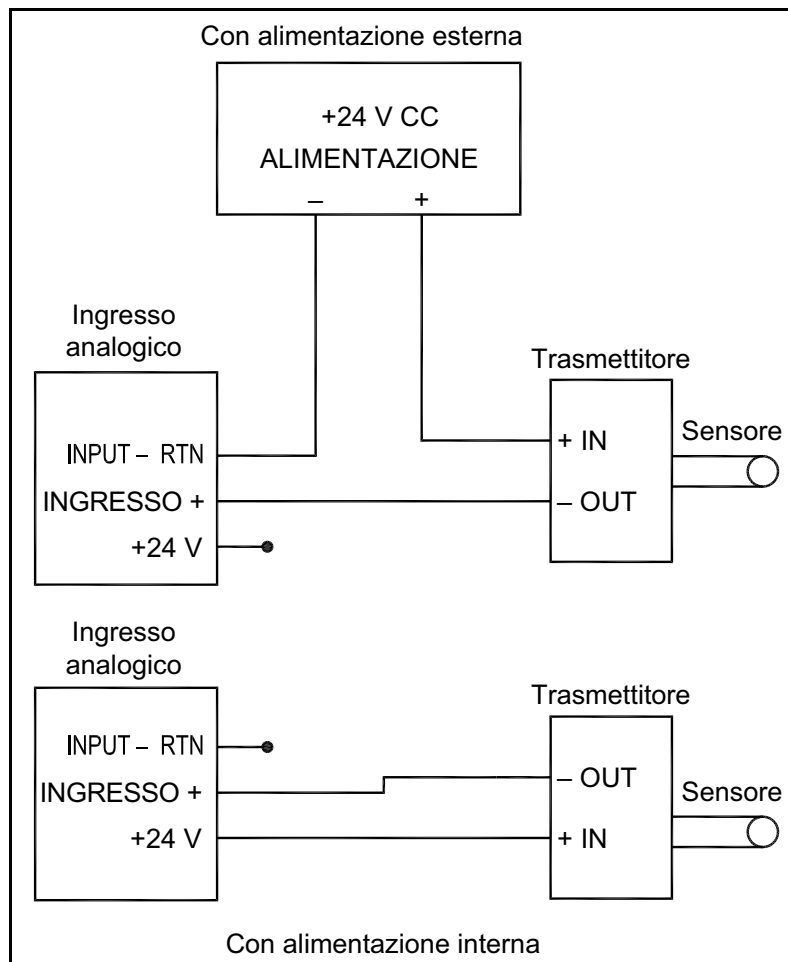 Con alimentazione esterna
+24 V CC
ALIMENTAZIONE
– +
Ingresso
analogico
INPUT – RTN
INGRESSO +
+24 V
Trasmettitore
+ IN
– OUT
Sensore
Ingresso
analogico
INPUT – RTN
INGRESSO +
+24 V
Trasmettitore
– OUT
+ IN
Sensore
Con alimentazione interna